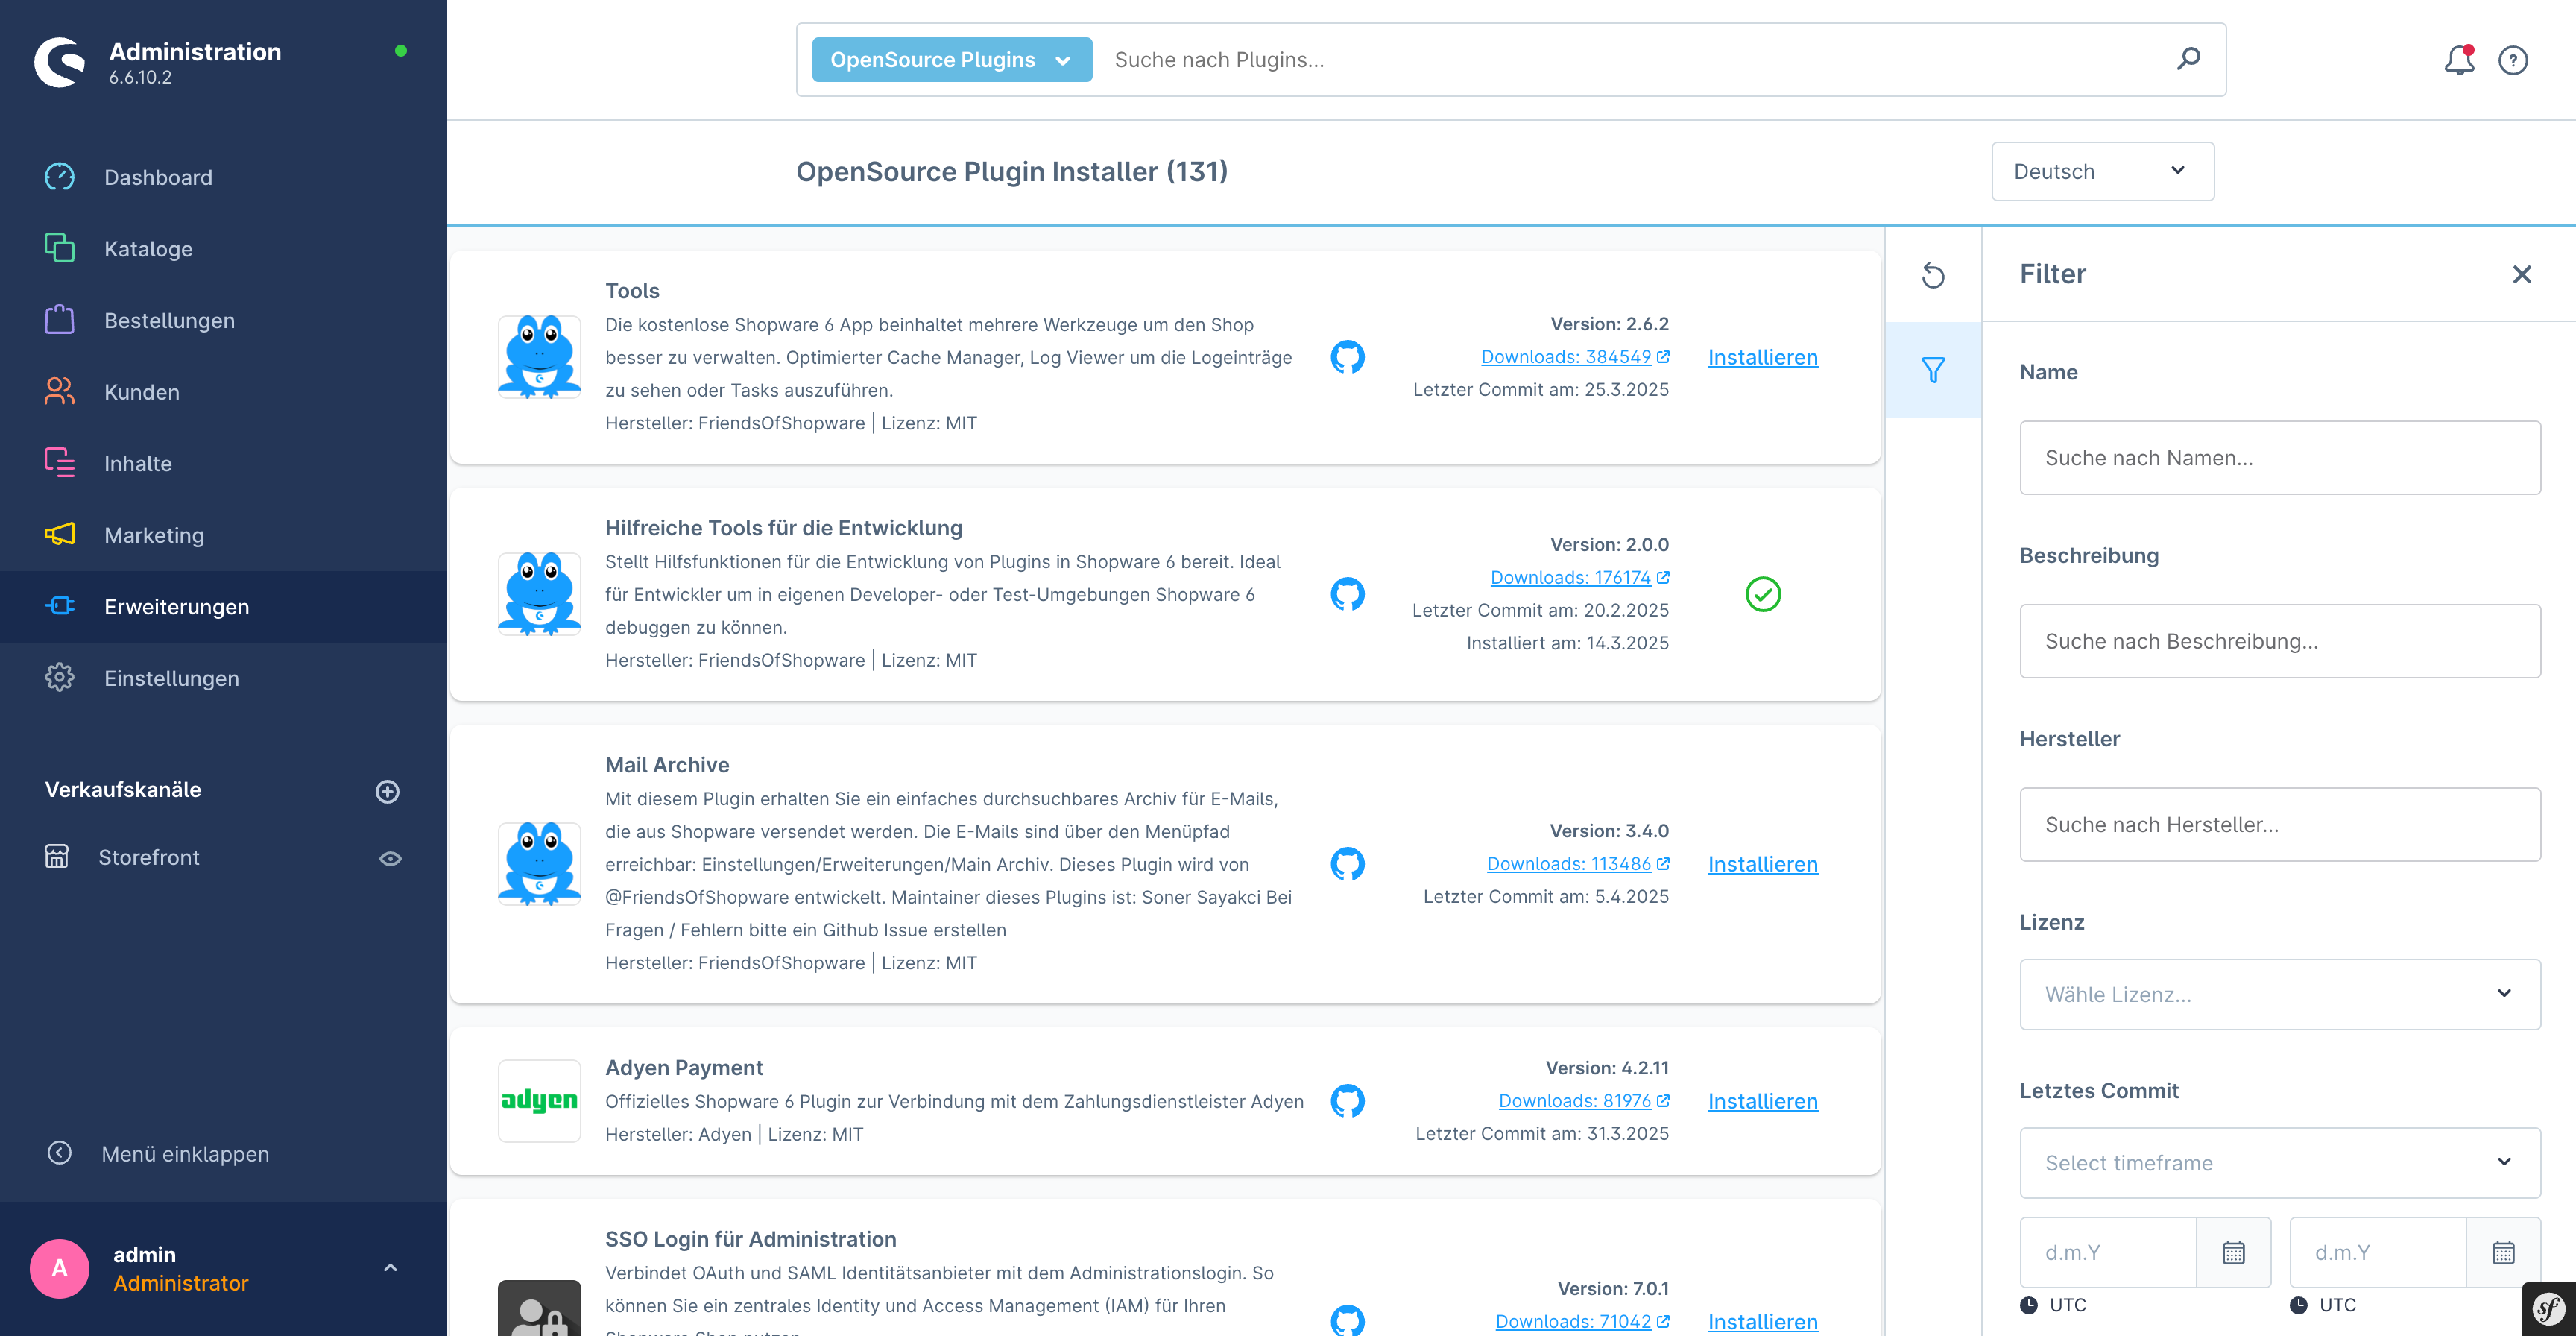 Administration
6.6.10.2
Dashboard
Kataloge
Bestellungen
Kunden
Inhalte
Marketing
Erweiterungen
Einstellungen
Verkaufskanäle
Storefront
Menü einklappen
A
admin
Administrator
OpenSource Plugins
Suche nach Plugins...
OpenSource Plugin Installer (131)
Deutsch
Tools
Die kostenlose Shopware 6 App beinhaltet mehrere Werkzeuge um den Shop
besser zu verwalten. Optimierter Cache Manager, Log Viewer um die Logeinträge
zu sehen oder Tasks auszuführen.
Hersteller: FriendsOfShopware | Lizenz: MIT
Version: 2.6.2
Downloads: 384549
Letzter Commit am: 25.3.2025
Installieren
Hilfreiche Tools für die Entwicklung
Stellt Hilfsfunktionen für die Entwicklung von Plugins in Shopware 6 bereit. Ideal
für Entwickler um in eigenen Developer- oder Test-Umgebungen Shopware 6
debuggen zu können.
Hersteller: FriendsOfShopware | Lizenz: MIT
Version: 2.0.0
Downloads: 176174
Letzter Commit am: 20.2.2025
Installiert am: 14.3.2025
Mail Archive
Mit diesem Plugin erhalten Sie ein einfaches durchsuchbares Archiv für E-Mails,
die aus Shopware versendet werden. Die E-Mails sind über den Menüpfad
erreichbar: Einstellungen/Erweiterungen/Main Archiv. Dieses Plugin wird von
@FriendsOfShopware entwickelt. Maintainer dieses Plugins ist: Soner Sayakci Bei
Fragen / Fehlern bitte ein Github Issue erstellen
Hersteller: FriendsOfShopware | Lizenz: MIT
Version: 3.4.0
Downloads: 113486
Letzter Commit am: 5.4.2025
Installieren
adyen
Adyen Payment
Offizielles Shopware 6 Plugin zur Verbindung mit dem Zahlungsdienstleister Adyen
Hersteller: Adyen | Lizenz: MIT
Version: 4.2.11
Downloads: 81976
Letzter Commit am: 31.3.2025
Installieren
SSO Login für Administration
Verbindet OAuth und SAML Identitätsanbieter mit dem Administrationslogin. So
können Sie ein zentrales Identity und Access Management (IAM) für Ihren
Shopware Shop nutzen
Version: 7.0.1
Downloads: 71042
Installieren
Filter
Name
Suche nach Namen...
Beschreibung
Suche nach Beschreibung...
Hersteller
Suche nach Hersteller...
Lizenz
Wähle Lizenz...
Letztes Commit
Select timeframe
d.m.Y
d.m.Y
UTC
UTC
sf